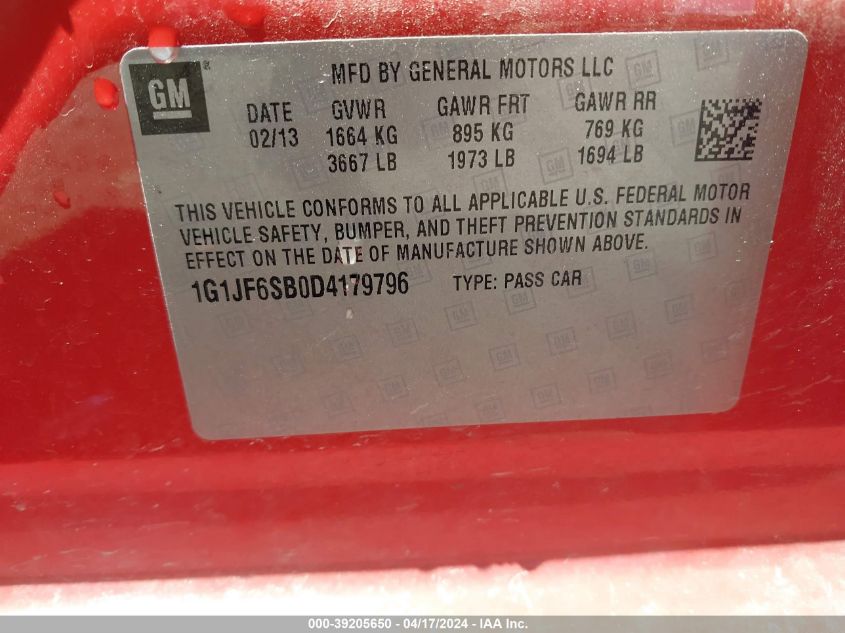 GM ®
MFD BY GENERAL MOTORS LLC
DATE GVWR GAWR FRT GAWR RR
02/13 1664 KG 895 KG 769 KG
3667 LB 1973 LB 1694 LB
THIS VEHICLE CONFORMS TO ALL APPLICABLE U.S. FEDERAL MOTOR
VEHICLE SAFETY, BUMPER, AND THEFT PREVENTION STANDARDS IN
EFFECT ON THE DATE OF MANUFACTURE SHOWN ABOVE.
1G1JF6SB0D4179796 TYPE: PASS CAR
000-39205650 - 04/17/2024 - IAA Inc.